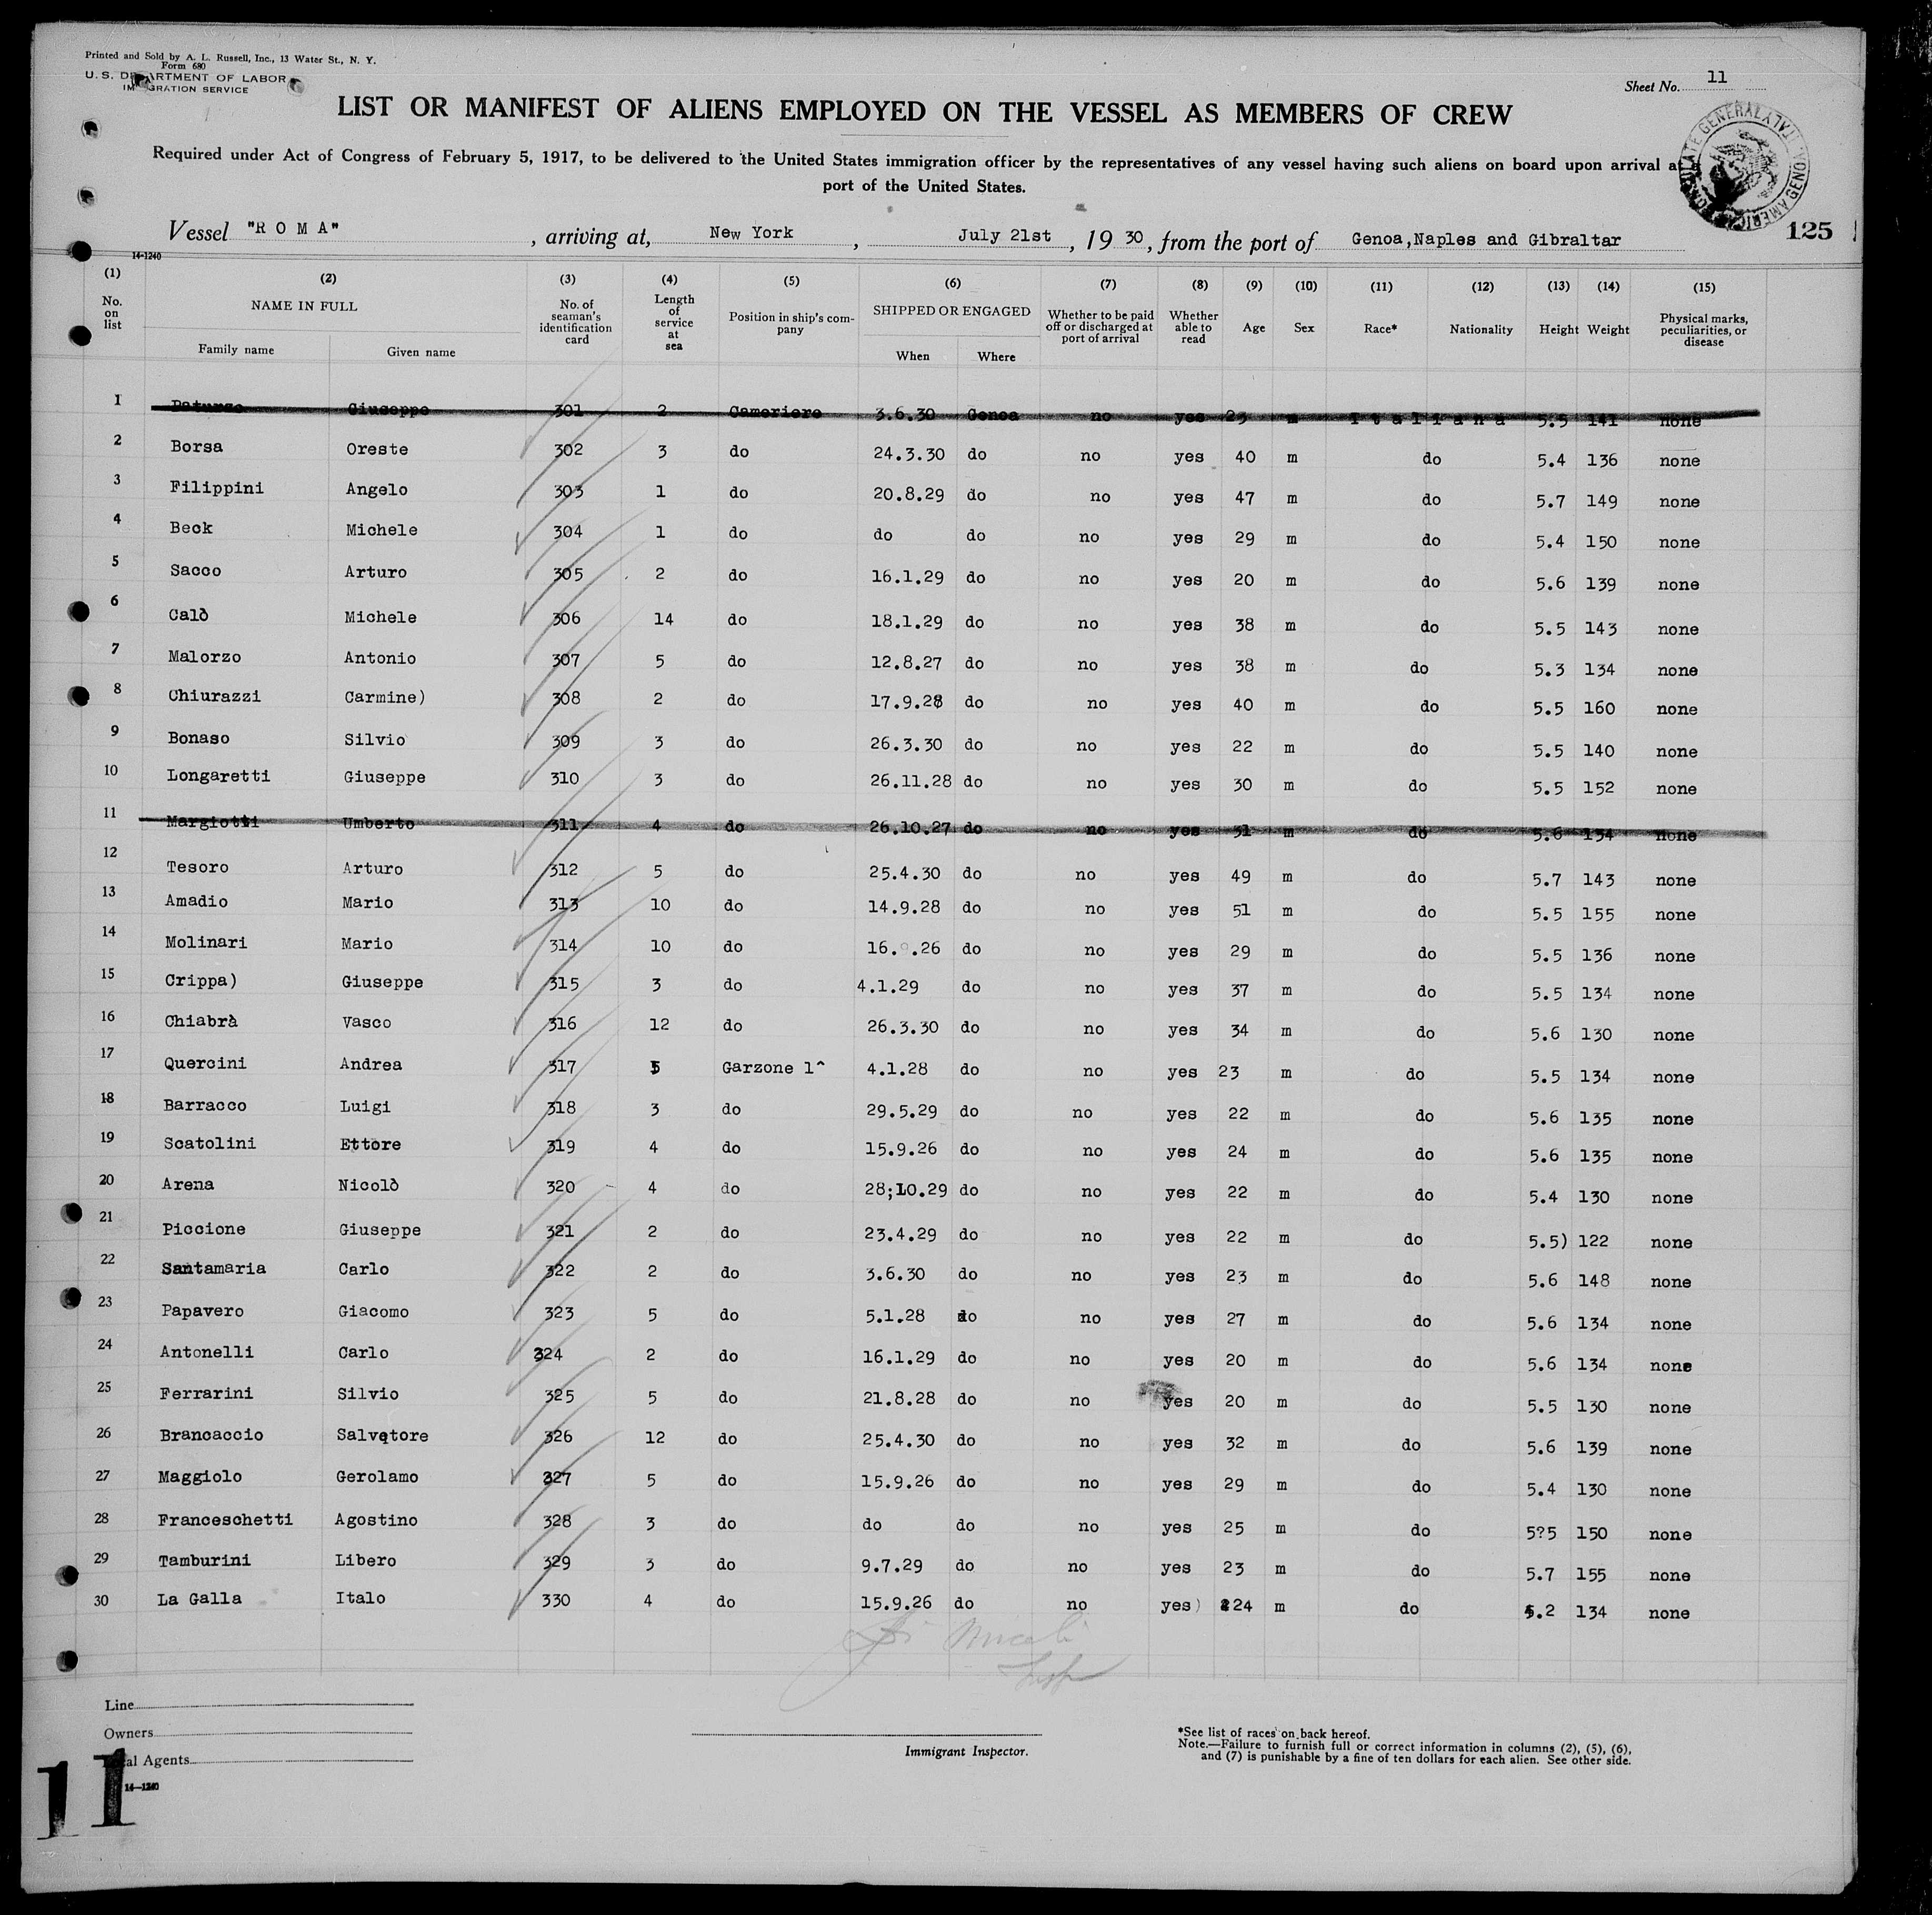 Printed and Sold by A. L. Russell, Inc., 13 Water St., N. Y.
Form 680
U. S. DEPARTMENT OF LABOR
IMMIGRATION SERVICE
Sheet No. 11
LIST OR MANIFEST OF ALIENS EMPLOYED ON THE VESSEL AS MEMBERS OF CREW
Required under Act of Congress of February 5, 1917, to be delivered to the United States immigration officer by the representatives of any vessel having such aliens on board upon arrival at a
port of the United States.
Vessel "R O M A", arriving at, New York, July 21st, 19 30, from the port of Genoa,Naples and Gibraltar
125
14-1240
(1) (2) (3) (4) (5) (6) (7) (8) (9) (10) (11) (12) (13) (14) (15)
No. on list NAME IN FULL Family name Given name No. of seaman's identification card Length of service at sea Position in ship's company SHIPPED OR ENGAGED When Where Whether to be paid off or discharged at port of arrival Whether able to read Age Sex Race* Nationality Height Weight Physical marks, peculiarities, or disease
1 Paturzo Giuseppe 301 2 Cameriere 3.6.30 Genoa no yes 23 m I t a l i a n a 5.5 141 none
2 Borsa Oreste 302 3 do 24.3.30 do no yes 40 m do 5.4 136 none
3 Filippini Angelo 303 1 do 20.8.29 do no yes 47 m do 5.7 149 none
4 Beck Michele 304 1 do do do no yes 29 m do 5.4 150 none
5 Sacco Arturo 305 2 do 16.1.29 do no yes 20 m do 5.6 139 none
6 Calò Michele 306 14 do 18.1.29 do no yes 38 m do 5.5 143 none
7 Malorzo Antonio 307 5 do 12.8.27 do no yes 38 m do 5.3 134 none
8 Chiurazzi Carmine) 308 2 do 17.9.28 do no yes 40 m do 5.5 160 none
9 Bonaso Silvio 309 3 do 26.3.30 do no yes 22 m do 5.5 140 none
10 Longaretti Giuseppe 310 3 do 26.11.28 do no yes 30 m do 5.5 152 none
11 Margiotti Umberto 311 4 do 26.10.27 do no yes 31 m do 5.6 134 none
12 Tesoro Arturo 312 5 do 25.4.30 do no yes 49 m do 5.7 143 none
13 Amadio Mario 313 10 do 14.9.28 do no yes 51 m do 5.5 155 none
14 Molinari Mario 314 10 do 16.9.26 do no yes 29 m do 5.5 136 none
15 Crippa) Giuseppe 315 3 do 4.1.29 do no yes 37 m do 5.5 134 none
16 Chiabrà Vasco 316 12 do 26.3.30 do no yes 34 m do 5.6 130 none
17 Quercini Andrea 317 5 Garzone 1^ 4.1.28 do no yes 23 m do 5.5 134 none
18 Barracco Luigi 318 3 do 29.5.29 do no yes 22 m do 5.6 135 none
19 Scatolini Ettore 319 4 do 15.9.26 do no yes 24 m do 5.6 135 none
20 Arena Nicolò 320 4 do 28;10.29 do no yes 22 m do 5.4 130 none
21 Piccione Giuseppe 321 2 do 23.4.29 do no yes 22 m do 5.5) 122 none
22 Santamaria Carlo 322 2 do 3.6.30 do no yes 23 m do 5.6 148 none
23 Papavero Giacomo 323 5 do 5.1.28 do no yes 27 m do 5.6 134 none
24 Antonelli Carlo 324 2 do 16.1.29 do no yes 20 m do 5.6 134 none
25 Ferrarini Silvio 325 5 do 21.8.28 do no yes 20 m do 5.5 130 none
26 Brancaccio Salvatore 326 12 do 25.4.30 do no yes 32 m do 5.6 139 none
27 Maggiolo Gerolamo 327 5 do 15.9.26 do no yes 29 m do 5.4 130 none
28 Franceschetti Agostino 328 3 do do do no yes 25 m do 5?5 150 none
29 Tamburini Libero 329 3 do 9.7.29 do no yes 23 m do 5.7 155 none
30 La Galla Italo 330 4 do 15.9.26 do no yes) 24 m do 5.2 134 none
Line
Owners
Local Agents
Immigrant Inspector.
*See list of races on back hereof.
Note.—Failure to furnish full or correct information in columns (2), (5), (6),
and (7) is punishable by a fine of ten dollars for each alien. See other side.
14-1240
11